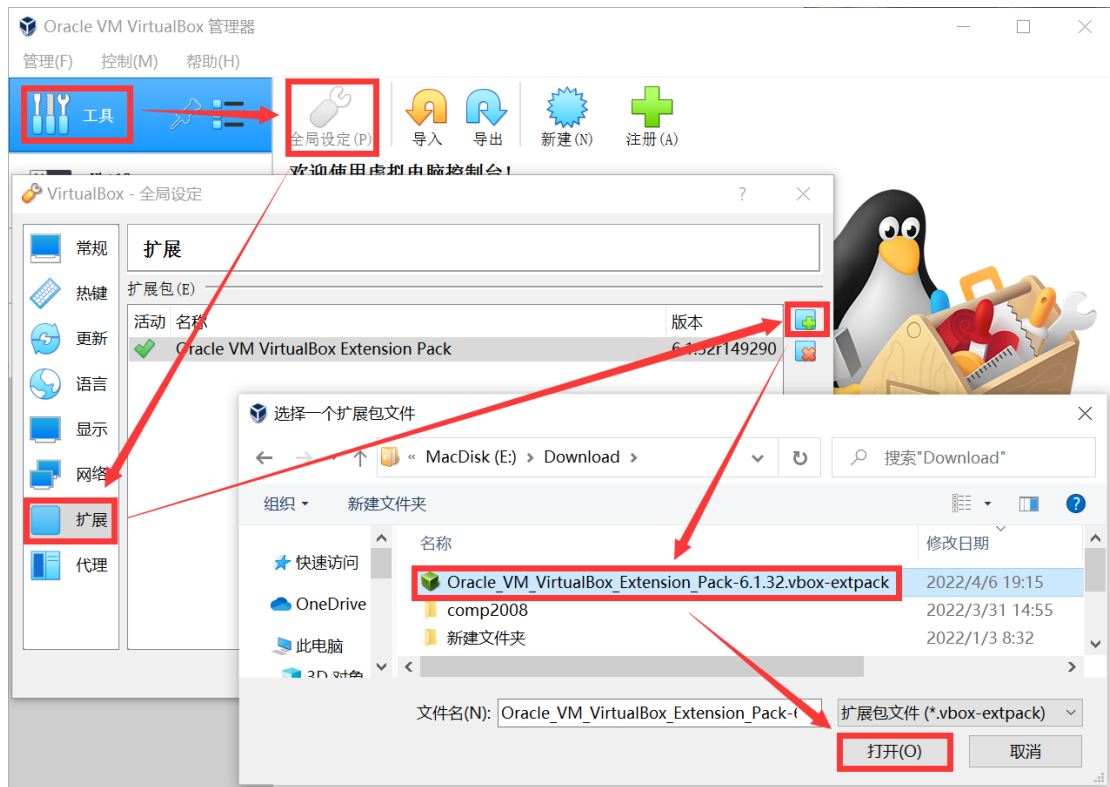 Oracle VM VirtualBox 管理器
管理(F) 控制(M) 帮助(H)
工具
全局设定(P) 导入 导出 新建(N) 注册(A)
欢迎使用虚拟电脑控制台!
VirtualBox - 全局设定 ?
常规
热键
更新
语言
显示
网络
扩展
代理
扩展
扩展包(E)
活动 名称 版本
Oracle VM VirtualBox Extension Pack 6.1.32r149290
选择一个扩展包文件
« MacDisk (E:) > Download >
搜索"Download"
组织 新建文件夹 ?
快速访问
OneDrive
此电脑
3D 对象
名称 修改日期
Oracle_VM_VirtualBox_Extension_Pack-6.1.32.vbox-extpack 2022/4/6 19:15
comp2008 2022/3/31 14:55
新建文件夹 2022/1/3 8:32
文件名(N): Oracle_VM_VirtualBox_Extension_Pack-6 扩展包文件 (*.vbox-extpack)
打开(O) 取消